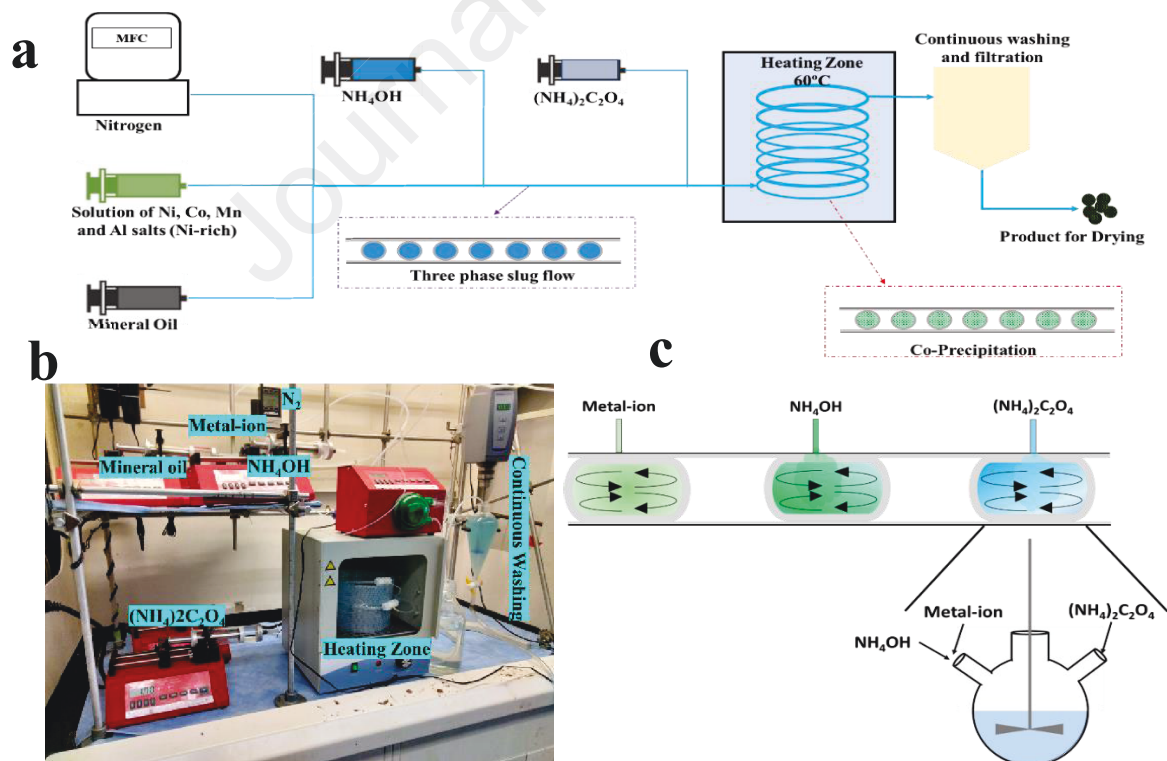 Journal
a
MFC
Nitrogen
NH₄OH
(NH₄)₂C₂O₄
Heating Zone
60°C
Continuous washing
and filtration
Solution of Ni, Co, Mn
and Al salts (Ni-rich)
Three phase slug flow
Product for Drying
Mineral Oil
Co-Precipitation
b
N₂
Metal-ion
Mineral oil
NH₄OH
Continuous Washing
(NH4)2C₂O₄
Heating Zone
c
Metal-ion
NH₄OH
(NH₄)₂C₂O₄
Metal-ion
(NH₄)₂C₂O₄
NH₄OH